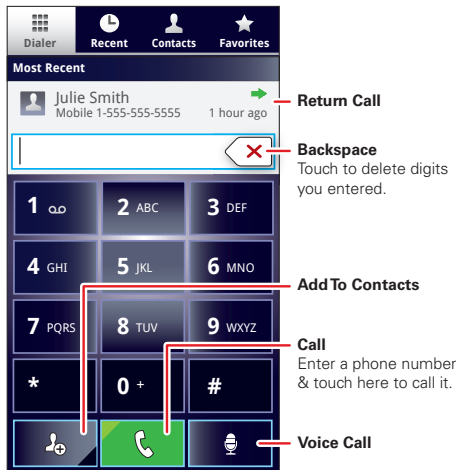 Dialer Recent Contacts Favorites
Most Recent
Julie Smith
Mobile 1-555-555-5555 1 hour ago
Return Call
Backspace
Touch to delete digits
you entered.
1 2 ABC 3 DEF
4 GHI 5 JKL 6 MNO
Add To Contacts
7 PQRS 8 TUV 9 WXYZ
Call
Enter a phone number
& touch here to call it.
* 0 + #
Voice Call